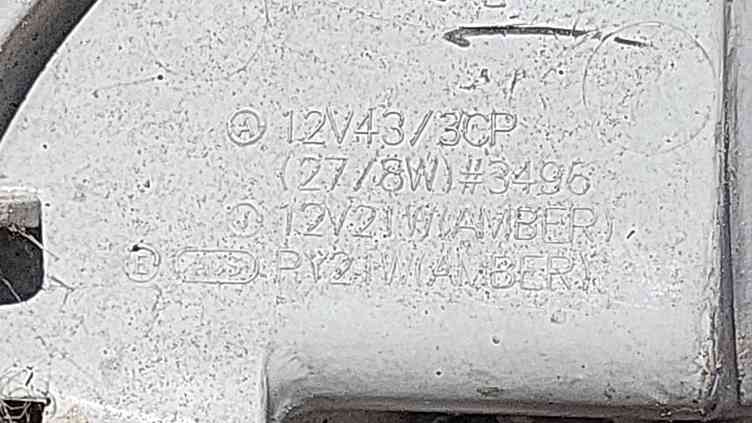 Ⓐ 12V43/3CP
(27/8W)#3496
12V21W(AMBER)
PY21W(AMBER)